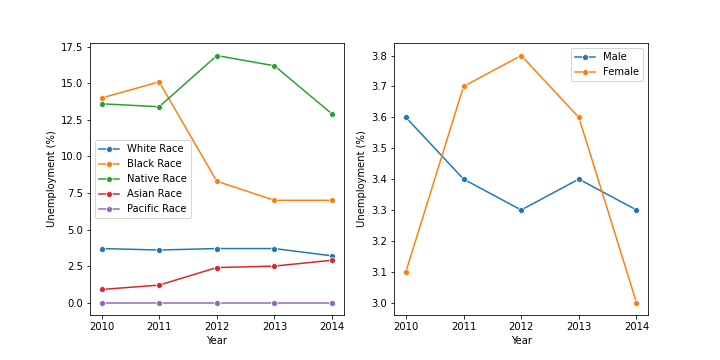 17.5
15.0
12.5
10.0
7.5
5.0
2.5
0.0
Unemployment (%)
White Race
Black Race
Native Race
Asian Race
Pacific Race
2010 2011 2012 2013 2014
Year
3.8
3.7
3.6
3.5
3.4
3.3
3.2
3.1
3.0
Unemployment (%)
Male
Female
2010 2011 2012 2013 2014
Year